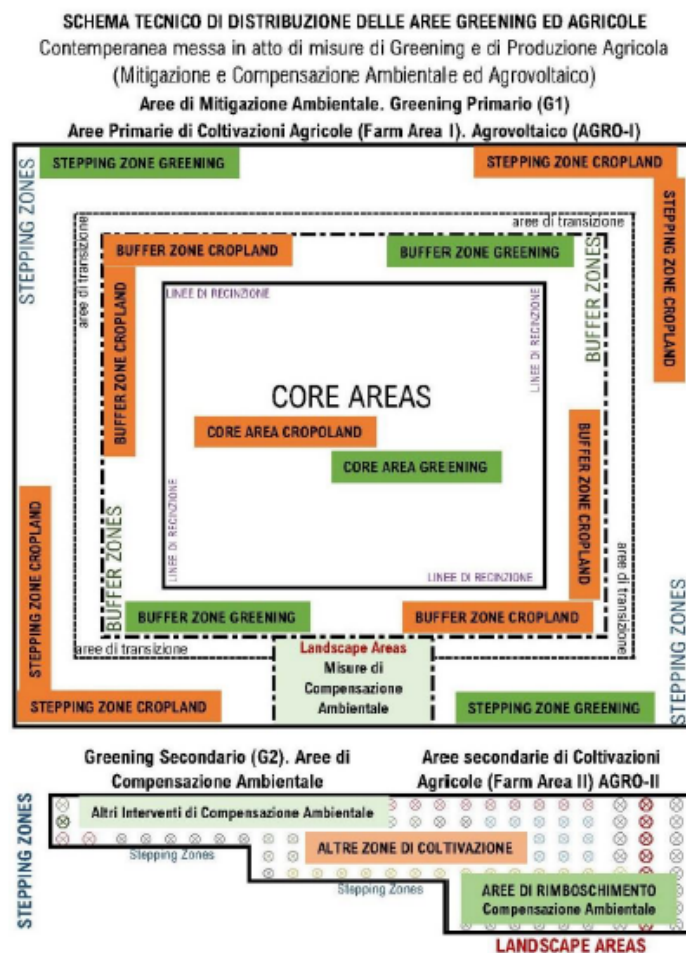 SCHEMA TECNICO DI DISTRIBUZIONE DELLE AREE GREENING ED AGRICOLE
Contemporanea messa in atto di misure di Greening e di Produzione Agricola
(Mitigazione e Compensazione Ambientale ed Agrovoltaico)
Aree di Mitigazione Ambientale. Greening Primario (G1)
Aree Primarie di Coltivazioni Agricole (Farm Area I). Agrovoltaico (AGRO-I)
STEPPING ZONES
STEPPING ZONE GREENING
STEPPING ZONE CROPLAND
STEPPING ZONE CROPLAND
aree di transizione
aree di transizione
BUFFER ZONE CROPLAND
BUFFER ZONE GREENING
BUFFER ZONES
BUFFER ZONE CROPLAND
LINEE DI RECINZIONE
LINEE DI RECINZIONE
CORE AREAS
CORE AREA CROPOLAND
CORE AREA GREENING
BUFFER ZONE CROPLAND
LINEE DI RECINZIONE
LINEE DI RECINZIONE
BUFFER ZONES
STEPPING ZONE CROPLAND
aree di transizione
STEPPING ZONES
BUFFER ZONE GREENING
BUFFER ZONE CROPLAND
aree di transizione
Landscape Areas
Misure di
Compensazione
Ambientale
STEPPING ZONE CROPLAND
STEPPING ZONE GREENING
Greening Secondario (G2). Aree di
Compensazione Ambientale
Aree secondarie di Coltivazioni
Agricole (Farm Area II) AGRO-II
STEPPING ZONES
Altri Interventi di Compensazione Ambientale
Stepping Zones
ALTRE ZONE DI COLTIVAZIONE
Stepping Zones
AREE DI RIMBOSCHIMENTO
Compensazione Ambientale
LANDSCAPE AREAS